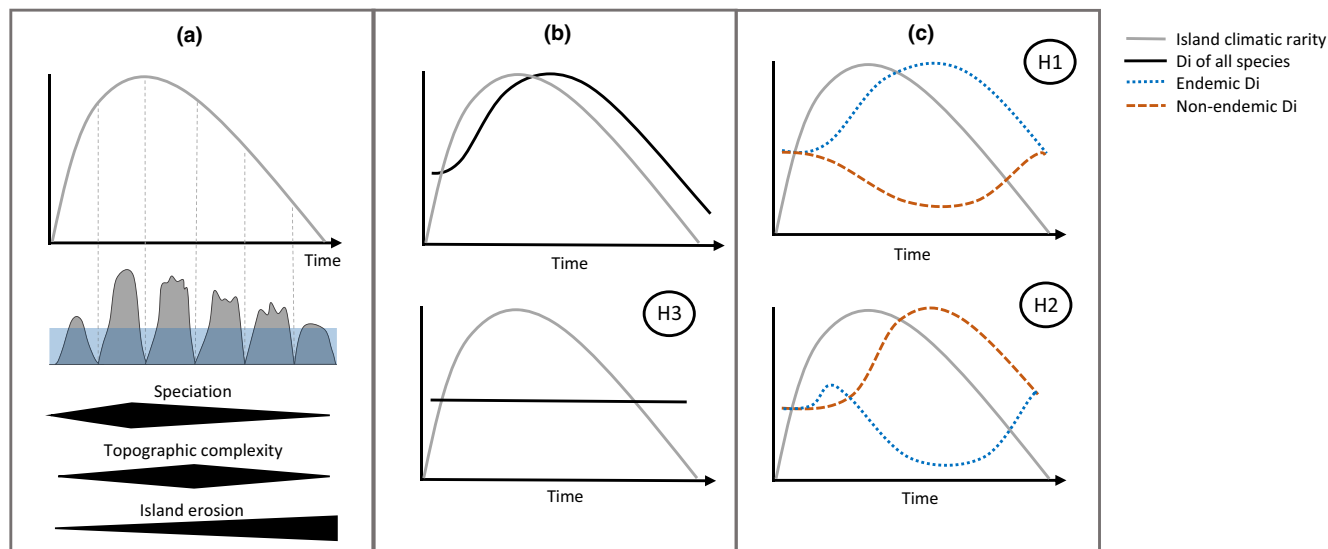 (a)
Time
Speciation
Topographic complexity
Island erosion
(b)
Time
H3
Time
(c)
H1
Time
H2
Time
Island climatic rarity
Di of all species
Endemic Di
Non-endemic Di